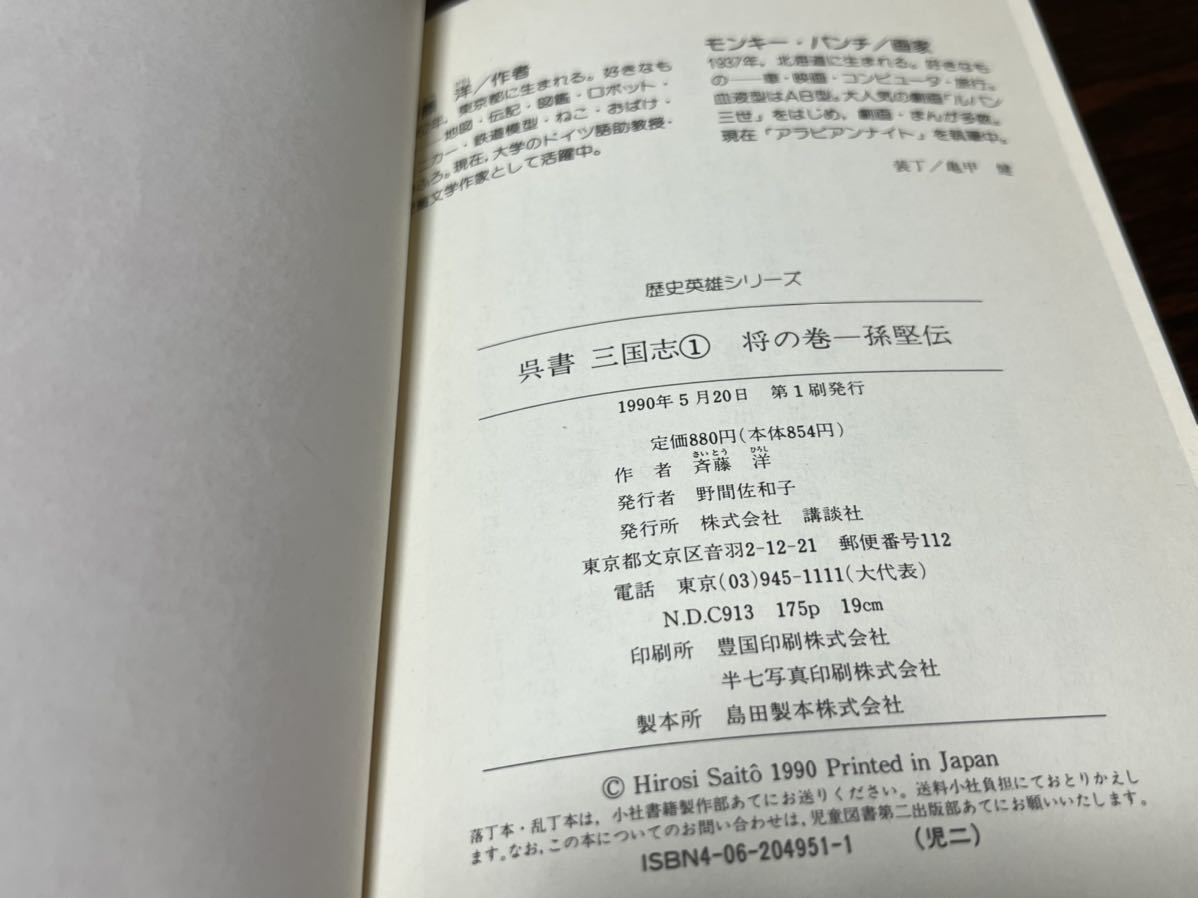 洋/作者
年，東京都に生まれる。好きなも
地図・伝記・図鑑・ロボット・
カー・鉄道模型・ねこ・おばけ・
ふろ。現在，大学のドイツ語助教授・
文学作家として活躍中。
モンキー・パンチ/画家
1937年，北海道に生まれる。好きなも
の――車・映画・コンピュータ・旅行。
血液型はAB型。大人気の劇画「ルパン
三世」をはじめ，劇画・まんが多数。
現在「アラビアンナイト」を執筆中。
装丁/亀甲 健
歴史英雄シリーズ
呉書 三国志① 将の巻―孫堅伝
1990年5月20日 第1刷発行
定価880円(本体854円)
さいとう ひろし
作 者 斉藤 洋
発行者 野間佐和子
発行所 株式会社 講談社
東京都文京区音羽2-12-21 郵便番号112
電話 東京(03)945-1111(大代表)
N.D.C913 175p 19cm
印刷所 豊国印刷株式会社
半七写真印刷株式会社
製本所 島田製本株式会社
© Hirosi Saitô 1990 Printed in Japan
落丁本・乱丁本は，小社書籍製作部あてにお送りください。送料小社負担にておとりかえし
ます。なお，この本についてのお問い合わせは，児童図書第二出版部あてにお願いいたします。
ISBN4-06-204951-1 (児二)